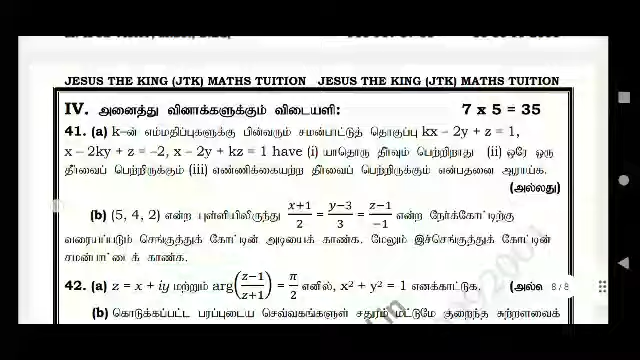 JESUS THE KING (JTK) MATHS TUITION JESUS THE KING (JTK) MATHS TUITION
IV. அனைத்து வினாக்களுக்கும் விடையளி: 7 x 5 = 35
41. (a) k–ன் எம்மதிப்புகளுக்கு பின்வரும் சமன்பாட்டுத் தொகுப்பு kx – 2y + z = 1,
x – 2ky + z = –2, x – 2y + kz = 1 have (i) யாதொரு தீர்வும் பெற்றிறாது (ii) ஒரே ஒரு
தீர்வைப் பெற்றிருக்கும் (iii) எண்ணிக்கையற்ற தீர்வைப் பெற்றிருக்கும் என்பதனை ஆராய்க.
(அல்லது)
(b) (5, 4, 2) என்ற புள்ளியிலிருந்து (x+1)/2 = (y−3)/3 = (z−1)/−1 என்ற நேர்க்கோட்டிற்கு
வரையப்படும் செங்குத்துக் கோட்டின் அடியைக் காண்க. மேலும் இச்செங்குத்துக் கோட்டின்
சமன்பாட்டைக் காண்க.
42. (a) z = x + iy மற்றும் arg((z−1)/(z+1)) = π/2 எனில், x² + y² = 1 எனக்காட்டுக. (அல்ல 8/8
(b) கொடுக்கப்பட்ட பரப்புடைய செவ்வகங்களுள் சதுரம் மட்டுமே குறைந்த சுற்றளவைக்